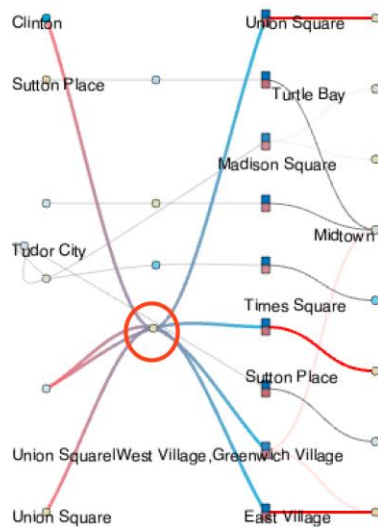 Clinton
Union Square
Sutton Place
Turtle Bay
Madison Square
Midtown
Tudor City
Times Square
Sutton Place
Union Square|West Village,Greenwich Village
Union Square
East Village